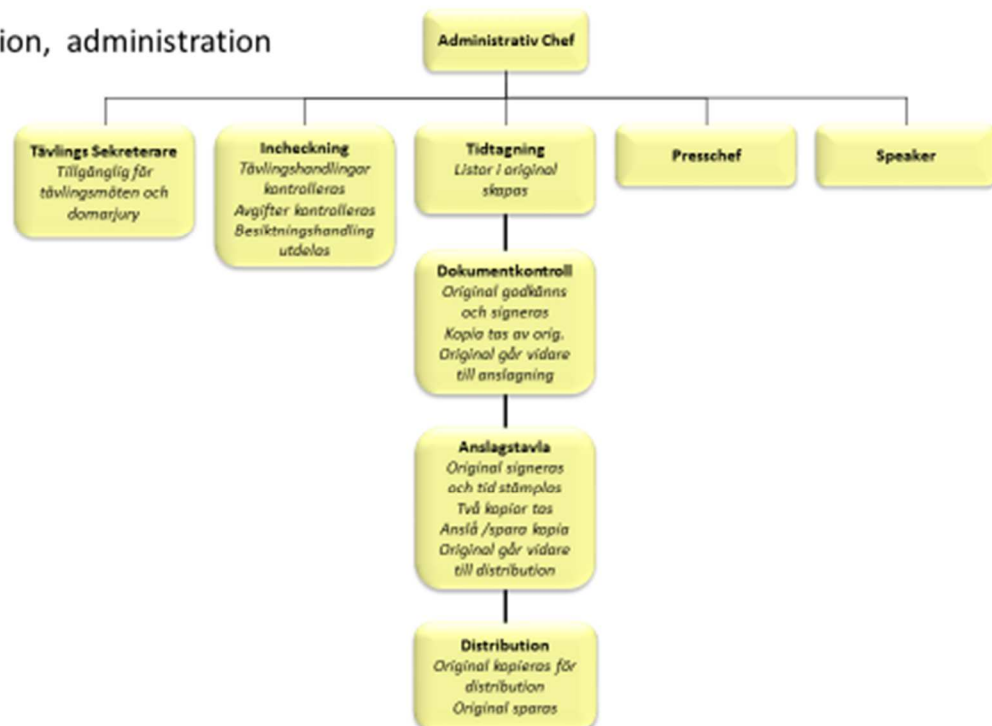 ion, administration
Administrativ Chef
Tävlings Sekreterare
Tillgänglig för
tävlingsmöten och
domarjury
Incheckning
Tävlingshandlingar
kontrolleras
Avgifter kontrolleras
Besiktningshandling
utdelas
Tidtagning
Listor i original
skapas
Presschef
Speaker
Dokumentkontroll
Original godkänns
och signeras
Kopia tas av orig.
Original går vidare
till anslagning
Anslagstavla
Original signeras
och tid stämplas
Två kopior tas
Anslå /spara kopia
Original går vidare
till distribution
Distribution
Original kopieras för
distribution
Original sparas